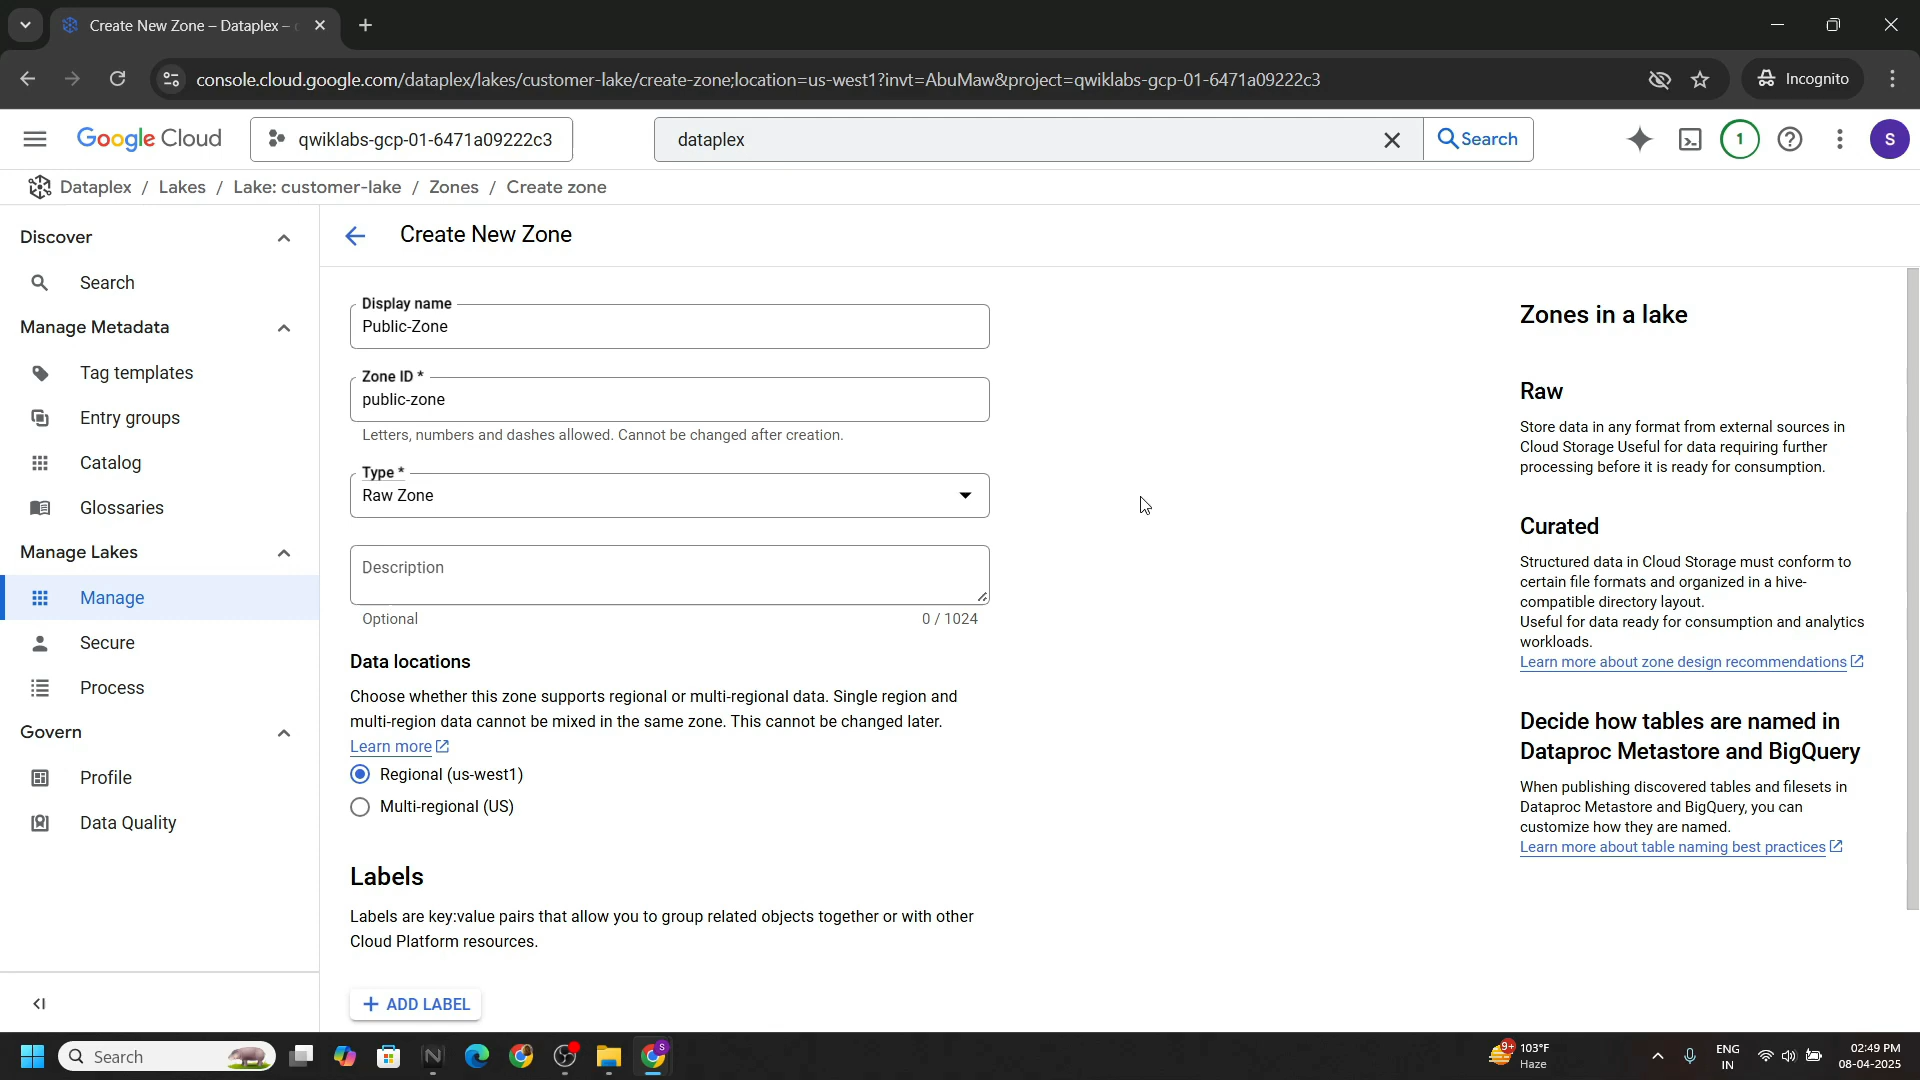 Create New Zone – Dataplex –
console.cloud.google.com/dataplex/lakes/customer-lake/create-zone;location=us-west1?invt=AbuMaw&project=qwiklabs-gcp-01-6471a09222c3
Incognito
Google Cloud
qwiklabs-gcp-01-6471a09222c3
dataplex
Search
1
S
Dataplex / Lakes / Lake: customer-lake / Zones / Create zone
Discover
Search
Manage Metadata
Tag templates
Entry groups
Catalog
Glossaries
Manage Lakes
Manage
Secure
Process
Govern
Profile
Data Quality
Create New Zone
Display name
Public-Zone
Zone ID *
public-zone
Letters, numbers and dashes allowed. Cannot be changed after creation.
Type *
Raw Zone
Description
Optional
0 / 1024
Data locations
Choose whether this zone supports regional or multi-regional data. Single region and
multi-region data cannot be mixed in the same zone. This cannot be changed later.
Learn more
Regional (us-west1)
Multi-regional (US)
Labels
Labels are key:value pairs that allow you to group related objects together or with other
Cloud Platform resources.
ADD LABEL
Zones in a lake
Raw
Store data in any format from external sources in
Cloud Storage Useful for data requiring further
processing before it is ready for consumption.
Curated
Structured data in Cloud Storage must conform to
certain file formats and organized in a hive-
compatible directory layout.
Useful for data ready for consumption and analytics
workloads.
Learn more about zone design recommendations
Decide how tables are named in
Dataproc Metastore and BigQuery
When publishing discovered tables and filesets in
Dataproc Metastore and BigQuery, you can
customize how they are named.
Learn more about table naming best practices
Search
S
9+
103°F
Haze
ENG
IN
02:49 PM
08-04-2025